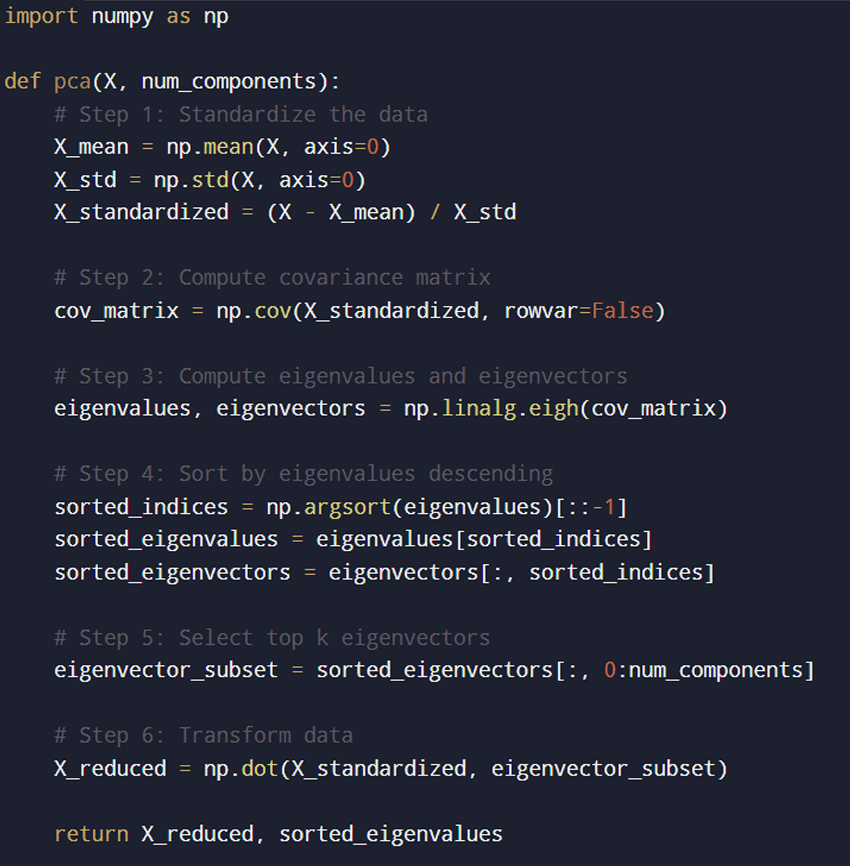 import numpy as np
def pca(X, num_components):
# Step 1: Standardize the data
X_mean = np.mean(X, axis=0)
X_std = np.std(X, axis=0)
X_standardized = (X - X_mean) / X_std
# Step 2: Compute covariance matrix
cov_matrix = np.cov(X_standardized, rowvar=False)
# Step 3: Compute eigenvalues and eigenvectors
eigenvalues, eigenvectors = np.linalg.eigh(cov_matrix)
# Step 4: Sort by eigenvalues descending
sorted_indices = np.argsort(eigenvalues)[::-1]
sorted_eigenvalues = eigenvalues[sorted_indices]
sorted_eigenvectors = eigenvectors[:, sorted_indices]
# Step 5: Select top k eigenvectors
eigenvector_subset = sorted_eigenvectors[:, 0:num_components]
# Step 6: Transform data
X_reduced = np.dot(X_standardized, eigenvector_subset)
return X_reduced, sorted_eigenvalues